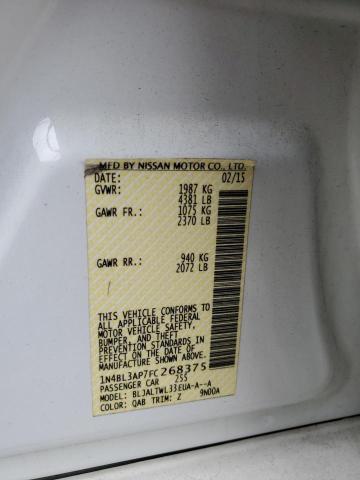 MFD BY NISSAN MOTOR CO., LTD.
DATE: 02/15
GVWR: 1987 KG
4381 LB
GAWR FR.: 1075 KG
2370 LB
GAWR RR.: 940 KG
2072 LB
THIS VEHICLE CONFORMS TO
ALL APPLICABLE FEDERAL
MOTOR VEHICLE SAFETY,
BUMPER, AND THEFT
PREVENTION STANDARDS
IN EFFECT ON THE DATE OF
MANUFACTURE SHOWN ABOVE.
1N4BL3AP7FC268375
PASSENGER CAR 255
MODEL: BLJALTWL33EUA-A--A
COLOR: QAB TRIM: Z 9N00A